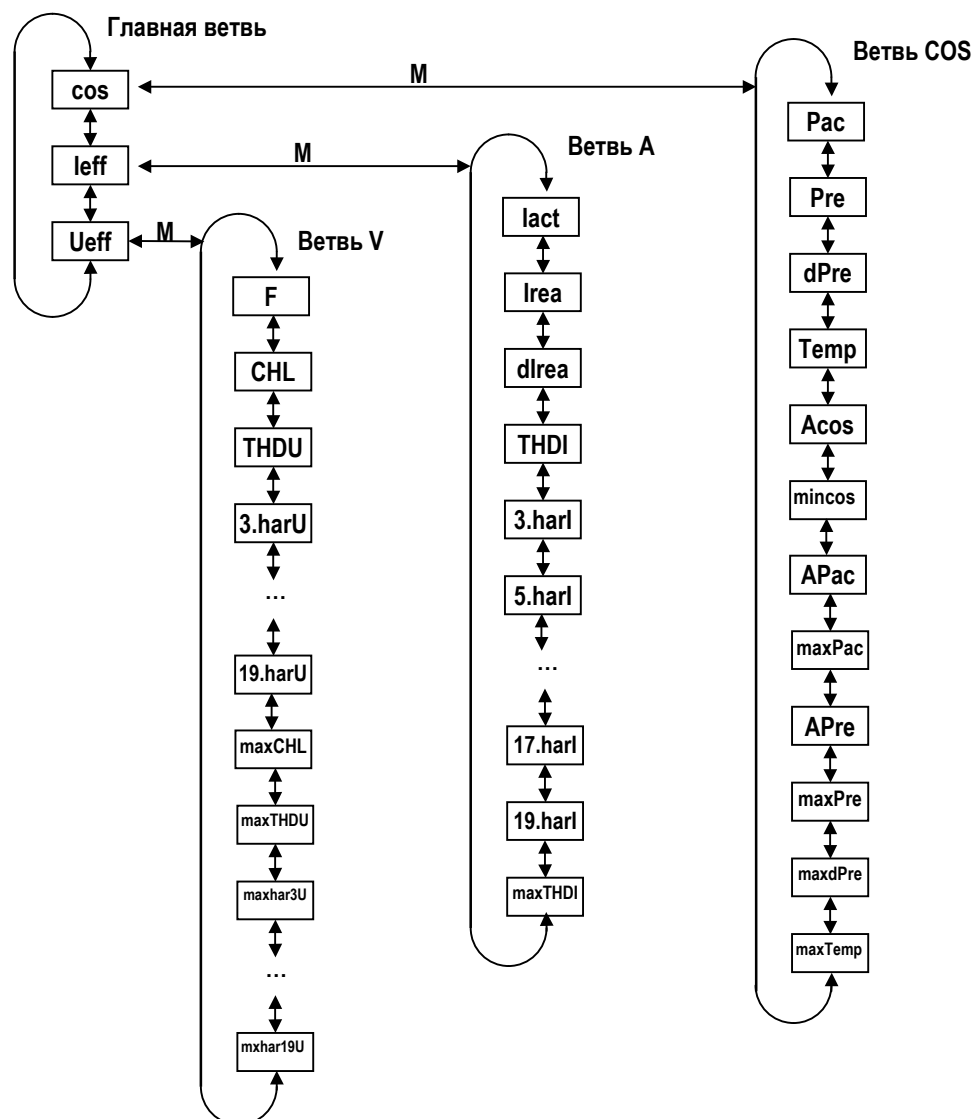 Главная ветвь
cos
Ieff
Ueff
M
M
M
Ветвь V
F
CHL
THDU
3.harU
...
19.harU
maxCHL
maxTHDU
maxhar3U
...
mxhar19U
Ветвь A
Iact
Irea
dIrea
THDI
3.harI
5.harI
...
17.harI
19.harI
maxTHDI
Ветвь COS
Pac
Pre
dPre
Temp
Acos
mincos
APac
maxPac
APre
maxPre
maxdPre
maxTemp